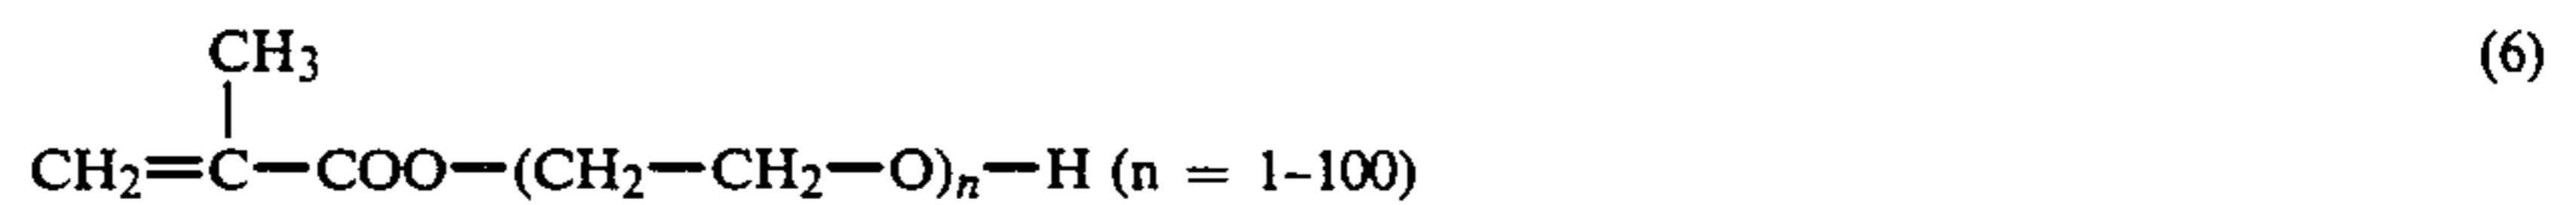 CH₃ (6)
CH₂=C—COO—(CH₂—CH₂—O)ₙ—H (n = 1–100)